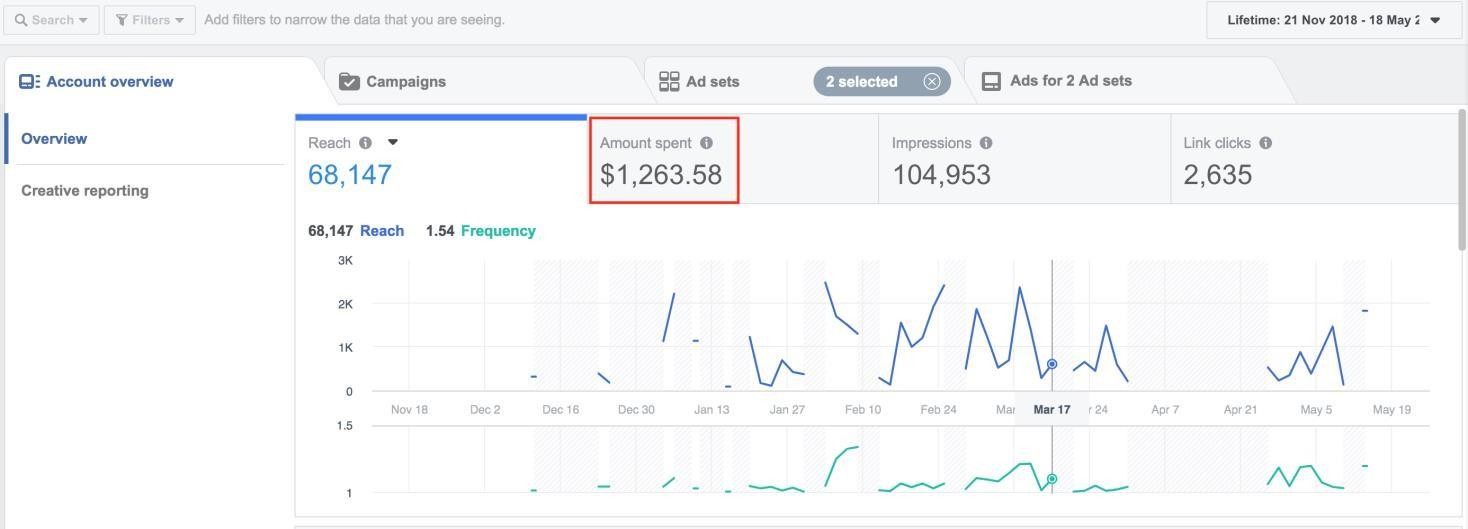 Search Filters Add filters to narrow the data that you are seeing. Lifetime: 21 Nov 2018 - 18 May 2
Account overview Campaigns Ad sets 2 selected Ads for 2 Ad sets
Overview
Creative reporting
Reach Amount spent Impressions Link clicks
68,147 $1,263.58 104,953 2,635
68,147 Reach 1.54 Frequency
3K
2K
1K
0
Nov 18 Dec 2 Dec 16 Dec 30 Jan 13 Jan 27 Feb 10 Feb 24 Mar Mar 17 24 Apr 7 Apr 21 May 5 May 19
1.5
1